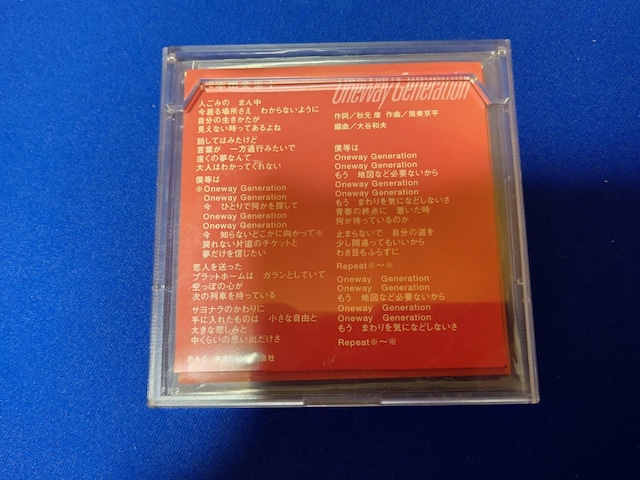 Oneway Generation
作詞/秋元 康 作曲/筒美京平
編曲/大谷和夫
人ごみの まん中
今居る場所さえ わからないように
自分の生きかたが
見えない時ってあるよね
話してはみたけど
言葉が 一方通行みたいで
遠くの夢なんて
大人はわかってくれない
僕等は
※Oneway Generation
Oneway Generation
今 ひとりで何かを探して
Oneway Generation
Oneway Generation
今 知らないどこかに向かって※
戻れない片道のチケットと
夢だけを信じたい
恋人を送った
プラットホームは ガランとしていて
空っぽの心が
次の列車を待っている
サヨナラのかわりに
手に入れたものは 小さな自由と
大きな悲しみと
中くらいの思い出だけさ
僕等は
Oneway Generation
Oneway Generation
もう 地図など必要ないから
Oneway Generation
Oneway Generation
もう まわりを気になどしないさ
青春の終点に 着いた時
何が待っているのか
止まらないで 自分の道を
少し間違ってもいいから
わき目もふらずに
Repeat※～※
Oneway Generation
Oneway Generation
もう 地図など必要ないから
Oneway Generation
Oneway Generation
もう まわりを気になどしないさ
Repeat※～※